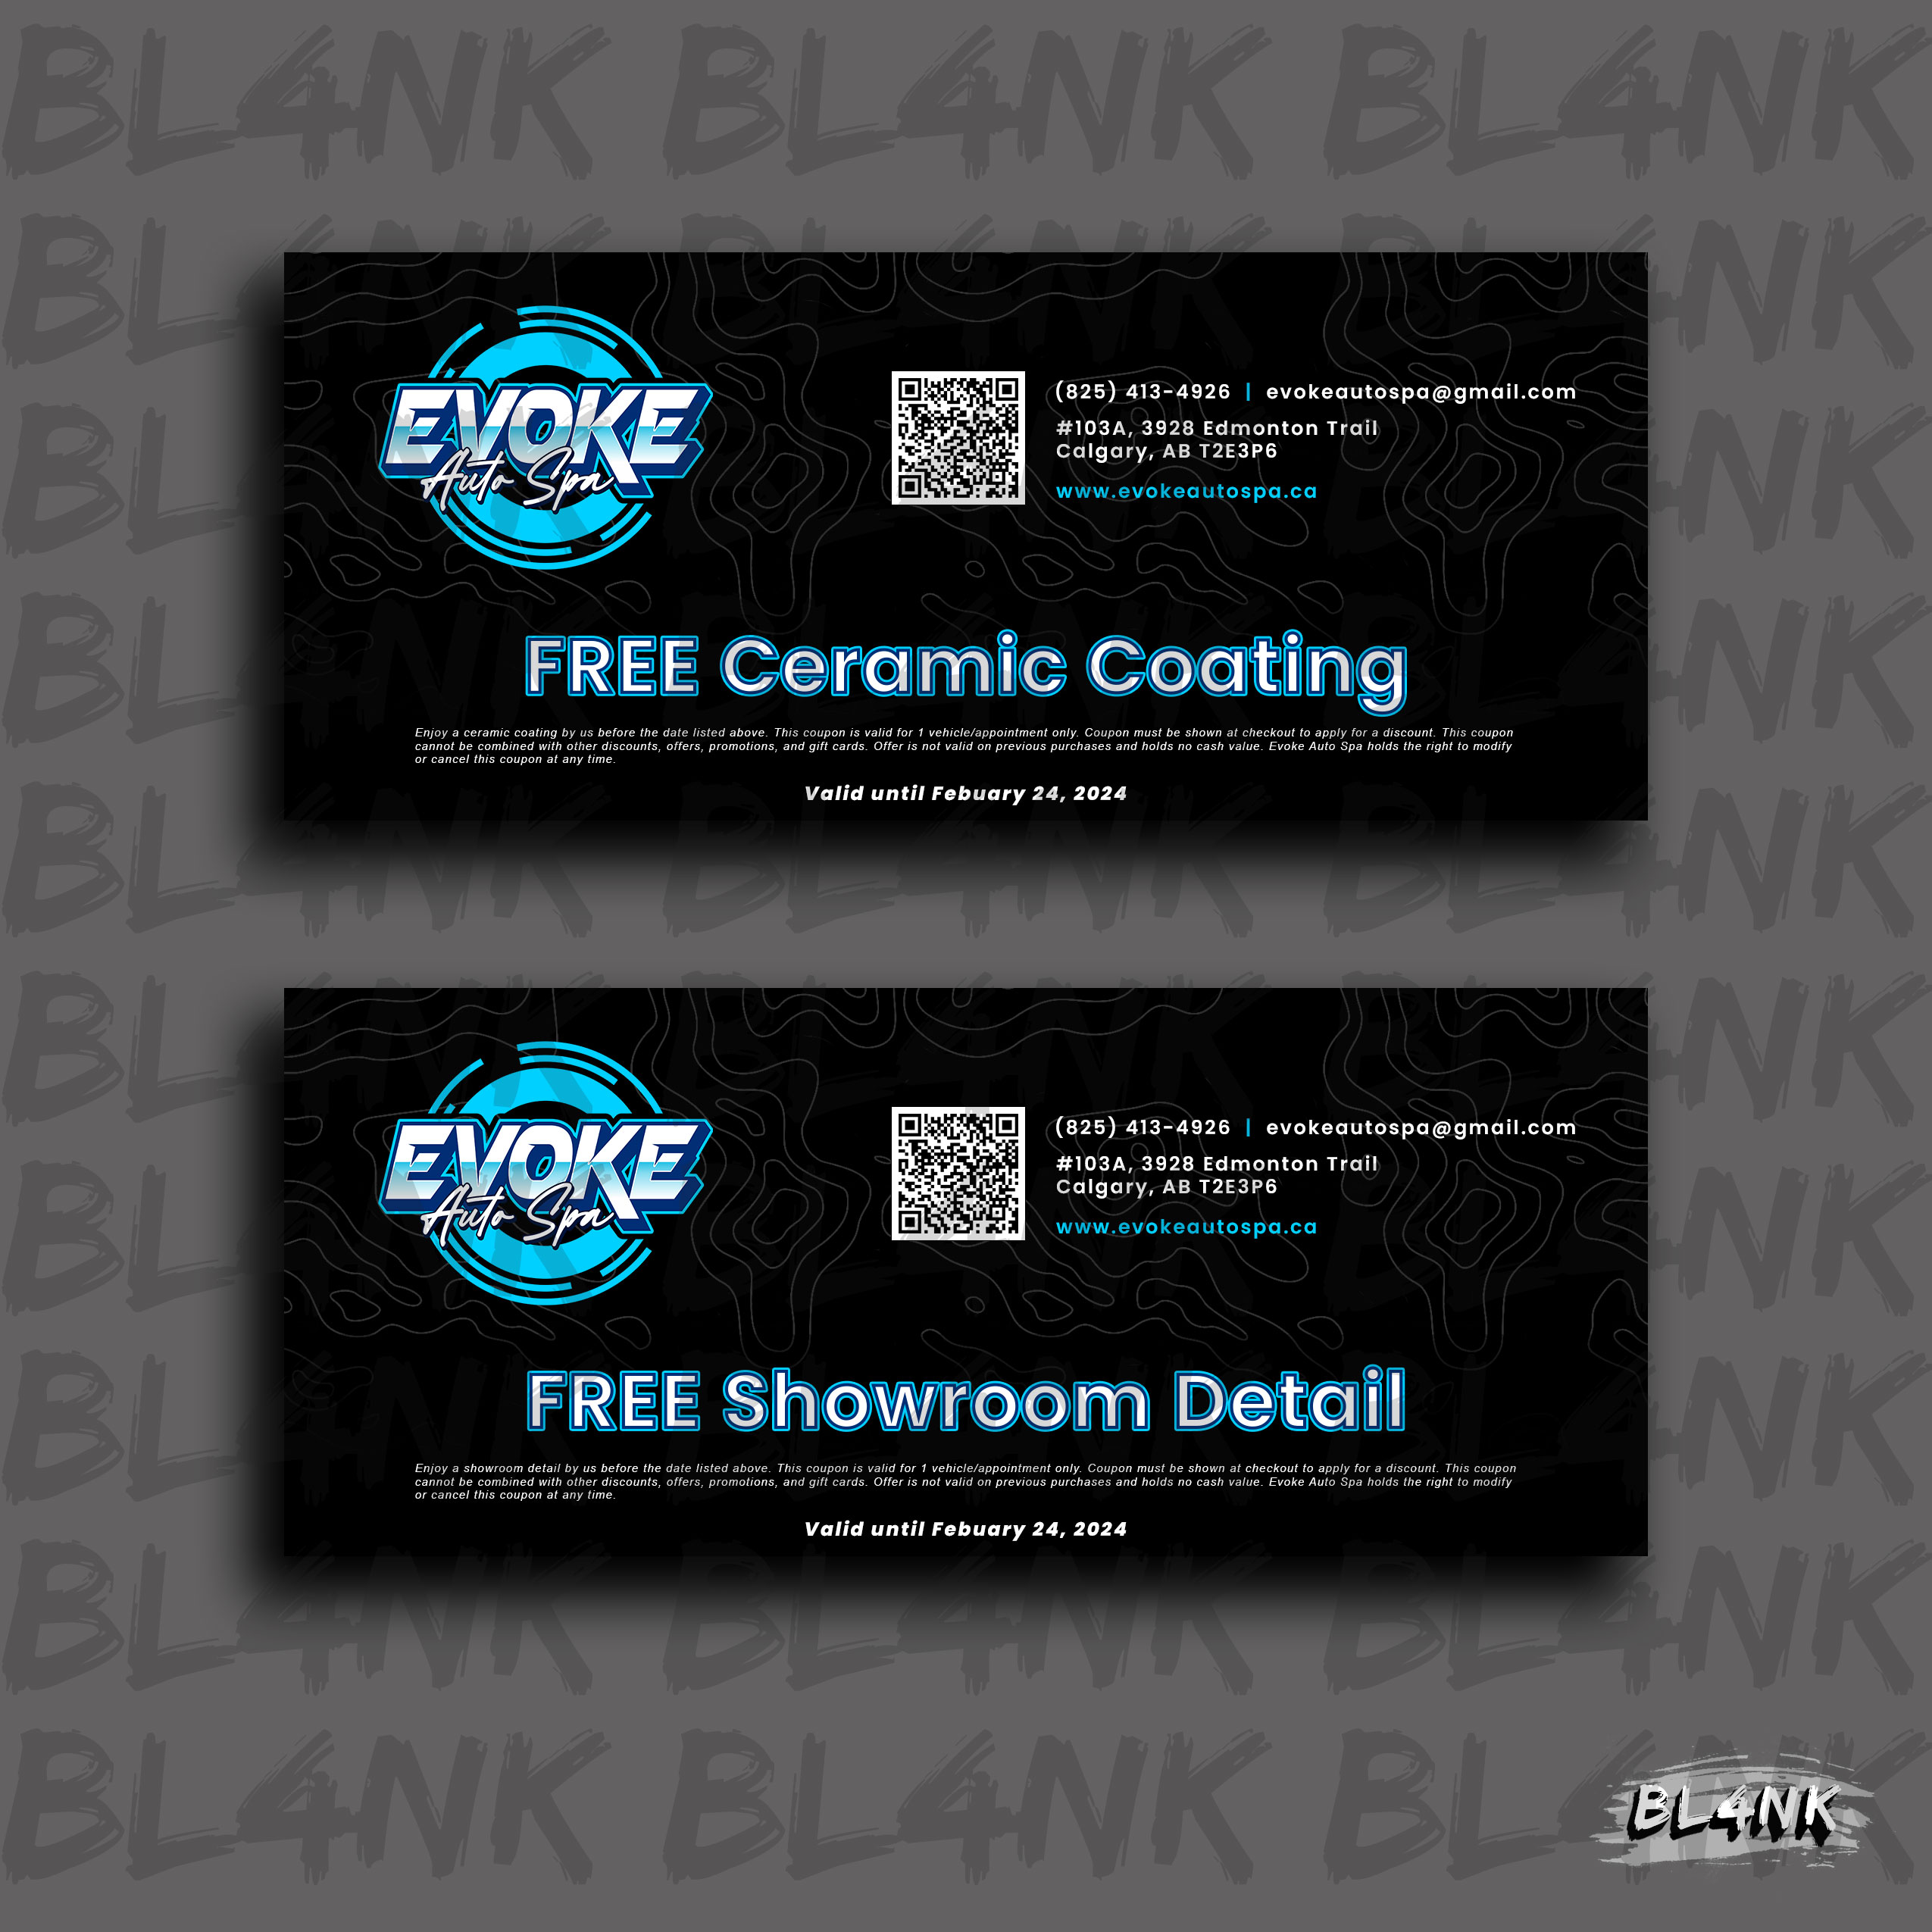 BL4NK BL4NK BL4NK
EVOKE
Auto Spa
(825) 413-4926 | evokeautospa@gmail.com
#103A, 3928 Edmonton Trail
Calgary, AB T2E3P6
www.evokeautospa.ca
FREE Ceramic Coating
Enjoy a ceramic coating by us before the date listed above. This coupon is valid for 1 vehicle/appointment only. Coupon must be shown at checkout to apply for a discount. This coupon
cannot be combined with other discounts, offers, promotions, and gift cards. Offer is not valid on previous purchases and holds no cash value. Evoke Auto Spa holds the right to modify
or cancel this coupon at any time.
Valid until Febuary 24, 2024
EVOKE
Auto Spa
(825) 413-4926 | evokeautospa@gmail.com
#103A, 3928 Edmonton Trail
Calgary, AB T2E3P6
www.evokeautospa.ca
FREE Showroom Detail
Enjoy a showroom detail by us before the date listed above. This coupon is valid for 1 vehicle/appointment only. Coupon must be shown at checkout to apply for a discount. This coupon
cannot be combined with other discounts, offers, promotions, and gift cards. Offer is not valid on previous purchases and holds no cash value. Evoke Auto Spa holds the right to modify
or cancel this coupon at any time.
Valid until Febuary 24, 2024
BL4NK BL4NK BL4NK
BL4NK